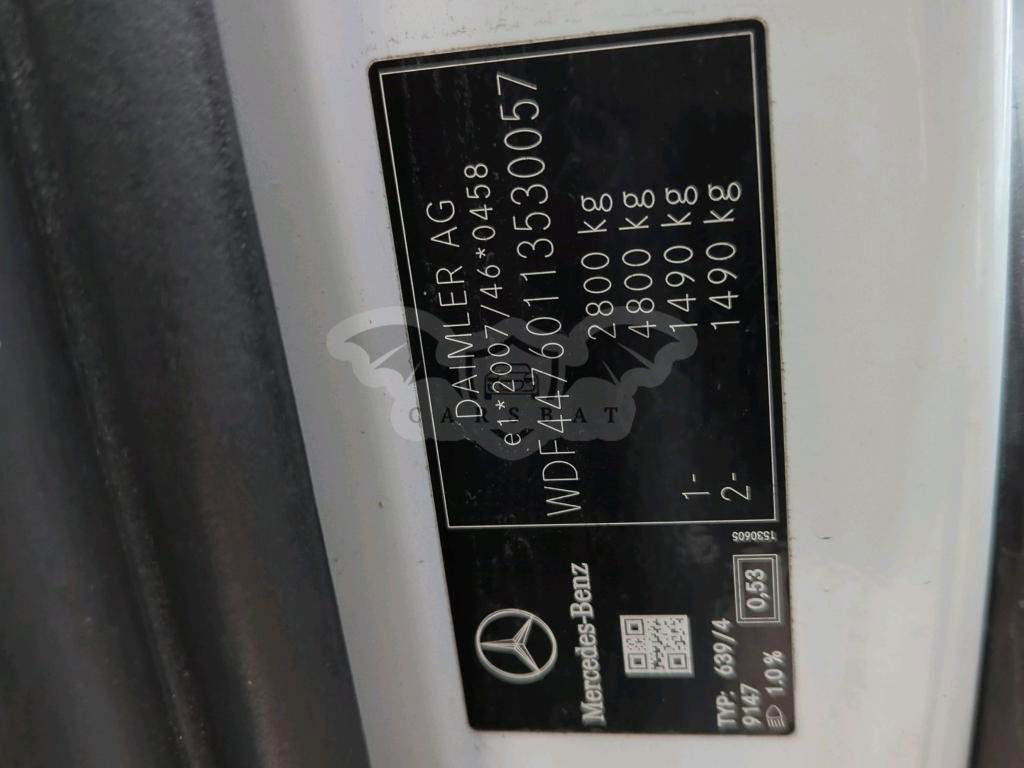 DAIMLER AG
e1*2007/46*0458
WDF44760113530057
2800 kg
4800 kg
1- 1490 kg
2- 1490 kg
Mercedes-Benz
TYP: 639/4
9147
1.0 %
0,53
1530605
CARSBAT